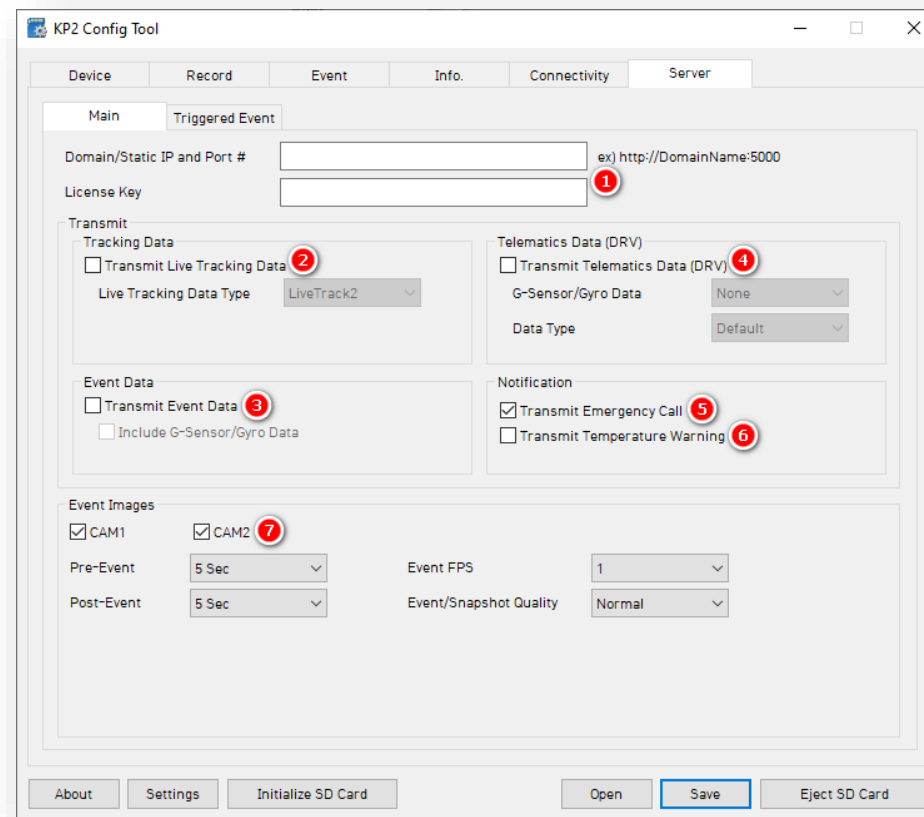 KP2 Config Tool
Device Record Event Info. Connectivity Server
Main Triggered Event
Domain/Static IP and Port # ex) http://DomainName:5000
1
License Key
Transmit
Tracking Data
Transmit Live Tracking Data 2
Live Tracking Data Type LiveTrack2
Telematics Data (DRV)
Transmit Telematics Data (DRV) 4
G-Sensor/Gyro Data None
Data Type Default
Event Data
Transmit Event Data 3
Include G-Sensor/Gyro Data
Notification
Transmit Emergency Call 5
Transmit Temperature Warning 6
Event Images
CAM1 CAM2 7
Pre-Event 5 Sec Event FPS 1
Post-Event 5 Sec Event/Snapshot Quality Normal
About Settings Initialize SD Card Open Save Eject SD Card